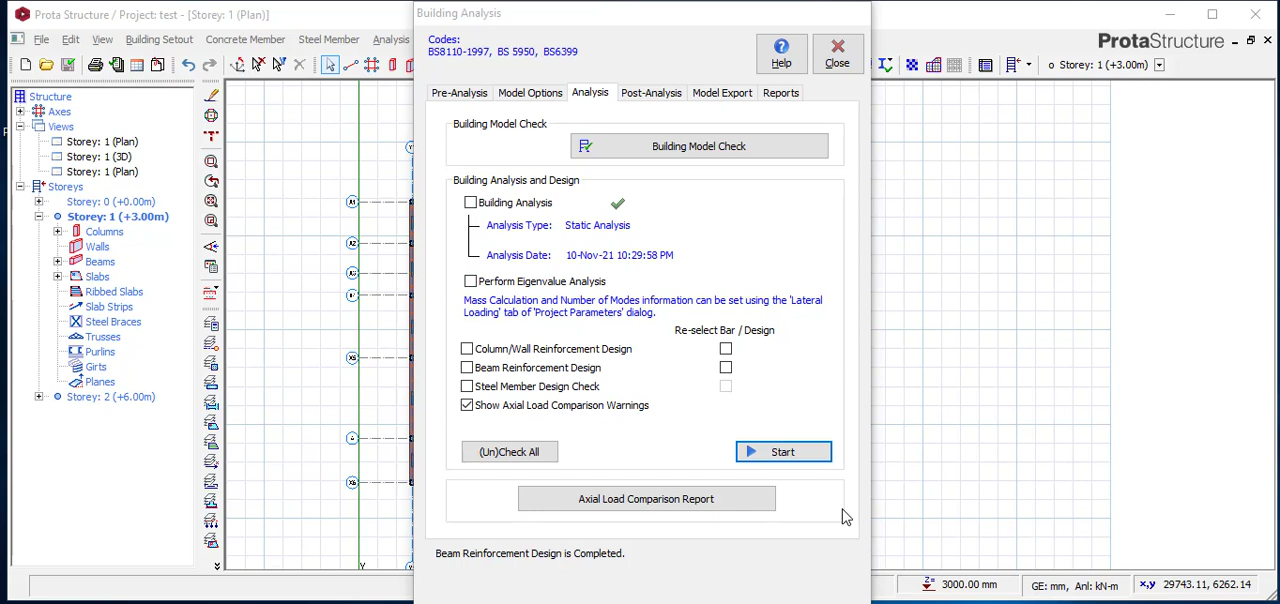 Prota Structure / Project: test - [Storey: 1 (Plan)]
File Edit View Building Setout Concrete Member Steel Member Analysis
ProtaStructure
Storey: 1 (+3.00m)
Structure
Axes
Views
Storey: 1 (Plan)
Storey: 1 (3D)
Storey: 1 (Plan)
Storeys
Storey: 0 (+0.00m)
Storey: 1 (+3.00m)
Columns
Walls
Beams
Slabs
Ribbed Slabs
Slab Strips
Steel Braces
Trusses
Purlins
Girts
Planes
Storey: 2 (+6.00m)
Building Analysis
Codes:
BS8110-1997, BS 5950, BS6399
Help
Close
Pre-Analysis Model Options Analysis Post-Analysis Model Export Reports
Building Model Check
Building Model Check
Building Analysis and Design
Building Analysis
Analysis Type: Static Analysis
Analysis Date: 10-Nov-21 10:29:58 PM
Perform Eigenvalue Analysis
Mass Calculation and Number of Modes information can be set using the 'Lateral
Loading' tab of 'Project Parameters' dialog.
Re-select Bar / Design
Column/Wall Reinforcement Design
Beam Reinforcement Design
Steel Member Design Check
Show Axial Load Comparison Warnings
(Un)Check All
Start
Axial Load Comparison Report
Beam Reinforcement Design is Completed.
Z= 3000.00 mm
GE: mm, Anl: kN-m
x,y 29743.11, 6262.14